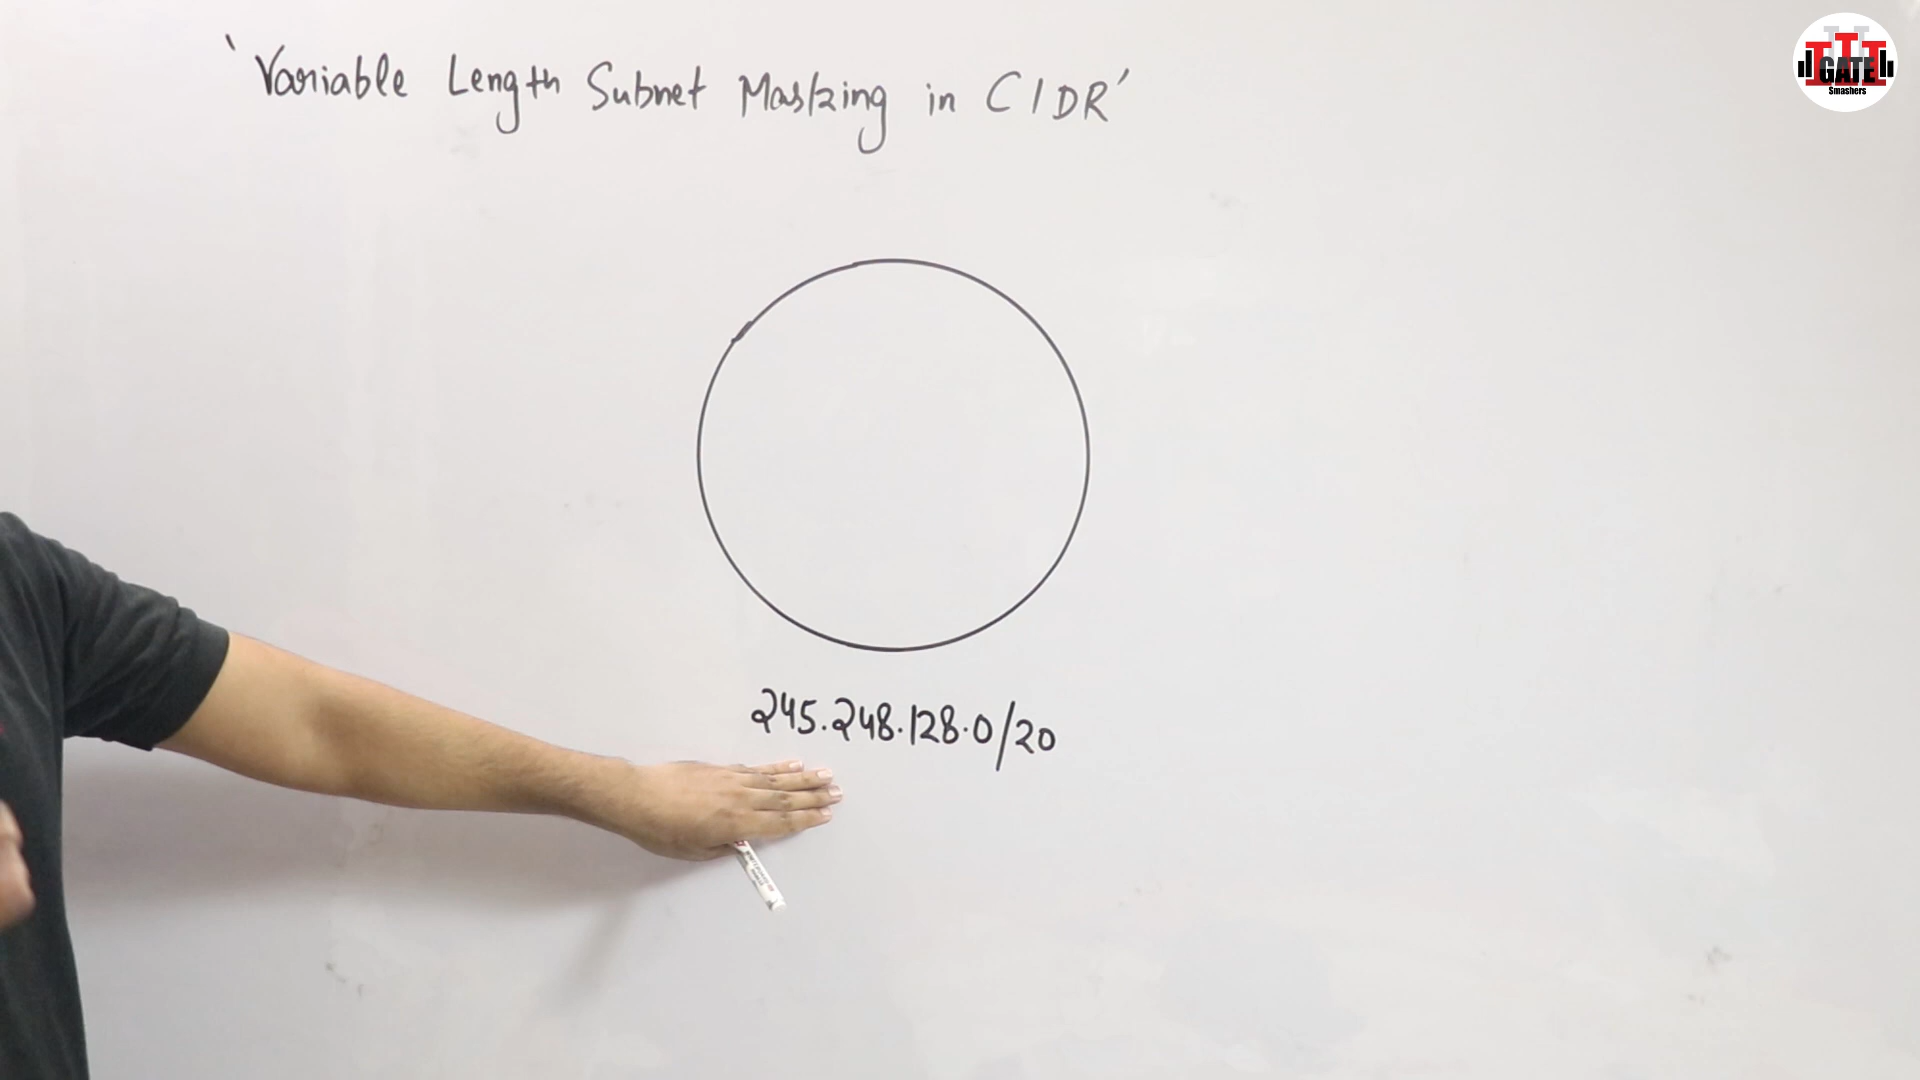 'Variable Length Subnet Masking in CIDR'
GATE
Smashers
245.248.128.0/20